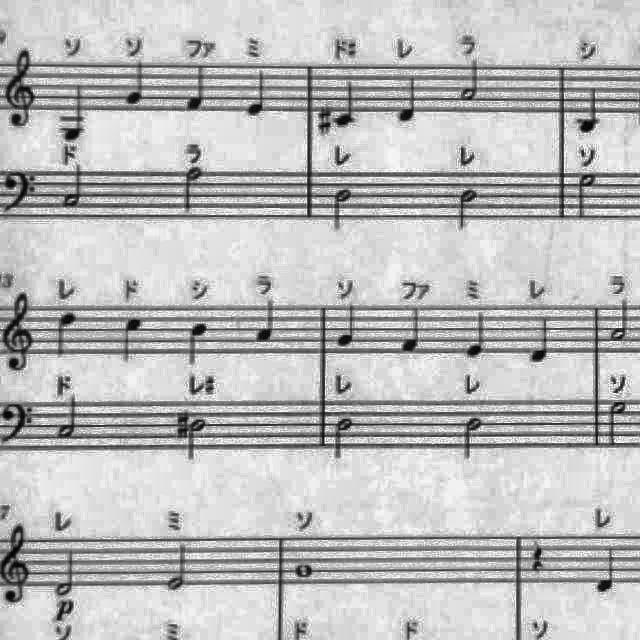 ソ ソ ファ ミ ド# レ ラ シ
ド ラ レ レ ソ
13 レ ド シ ラ ソ ファ ミ レ ラ
ド レ# レ レ ソ
7 レ ミ ソ レ
p
ソ ミ ド ド ソ